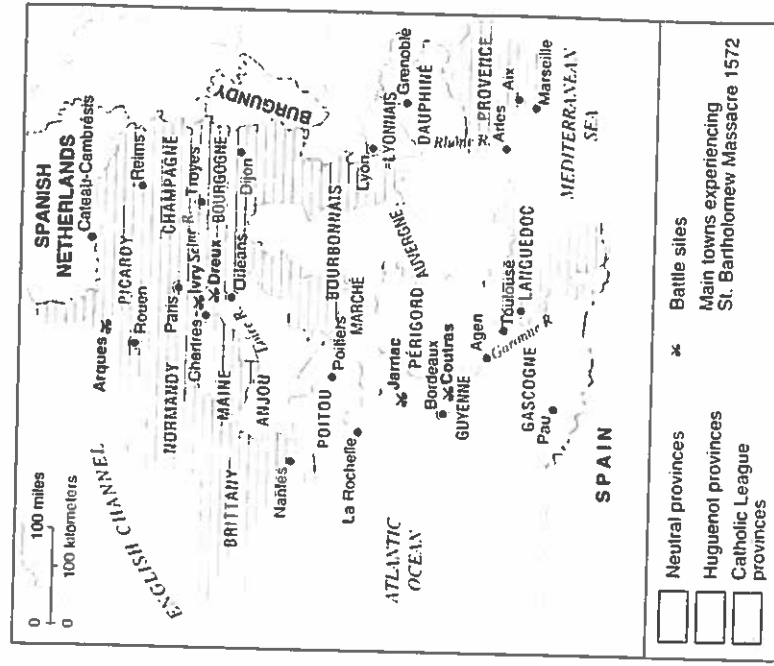 0 100 miles
0 100 kilometers
ENGLISH CHANNEL
SPANISH
NETHERLANDS
Cateau-Cambrésis
Arques
PICARDY
Rouen
Reims
NORMANDY
Paris
Seine R.
CHAMPAGNE
Chartres
Ivry
Troyes
Dreux
BRITTANY
MAINE
Orléans
BOURGOGNE
Loire R.
ANJOU
Dijon
BURGUNDY
Nantes
POITOU
Poitiers
BOURBONNAIS
MARCHÉ
La Rochelle
Lyon
LYONNAIS
ATLANTIC
OCEAN
Jarnac
PÉRIGORD
AUVERGNE
Grenoble
DAUPHINÉ
Bordeaux
Coutras
GUYENNE
Rhône R.
Agen
Garonne R.
Toulouse
GASCOGNE
LANGUEDOC
Arles
PROVENCE
Aix
Pau
Marseille
SPAIN
MEDITERRANEAN
SEA
Neutral provinces
Huguenot provinces
Catholic League
provinces
Battle sites
Main towns experiencing
St. Bartholomew Massacre 1572